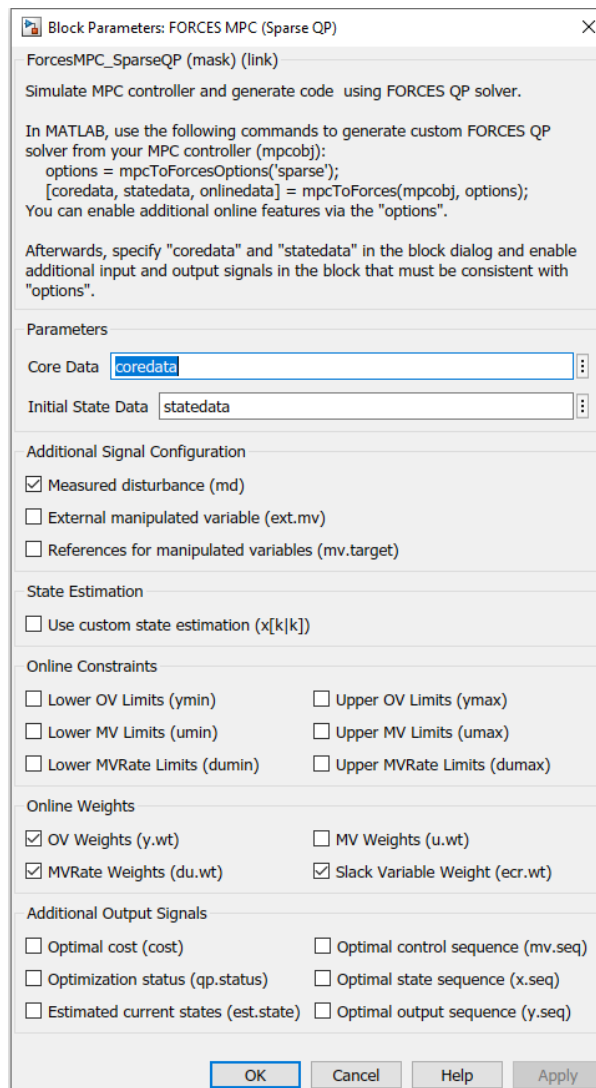 Block Parameters: FORCES MPC (Sparse QP)
ForcesMPC_SparseQP (mask) (link)
Simulate MPC controller and generate code  using FORCES QP solver.
In MATLAB, use the following commands to generate custom FORCES QP
solver from your MPC controller (mpcobj):
options = mpcToForcesOptions('sparse');
[coredata, statedata, onlinedata] = mpcToForces(mpcobj, options);
You can enable additional online features via the "options".
Afterwards, specify "coredata" and "statedata" in the block dialog and enable
additional input and output signals in the block that must be consistent with
"options".
Parameters
Core Data coredata
Initial State Data statedata
Additional Signal Configuration
Measured disturbance (md)
External manipulated variable (ext.mv)
References for manipulated variables (mv.target)
State Estimation
Use custom state estimation (x[k|k])
Online Constraints
Lower OV Limits (ymin) Upper OV Limits (ymax)
Lower MV Limits (umin) Upper MV Limits (umax)
Lower MVRate Limits (dumin) Upper MVRate Limits (dumax)
Online Weights
OV Weights (y.wt) MV Weights (u.wt)
MVRate Weights (du.wt) Slack Variable Weight (ecr.wt)
Additional Output Signals
Optimal cost (cost) Optimal control sequence (mv.seq)
Optimization status (qp.status) Optimal state sequence (x.seq)
Estimated current states (est.state) Optimal output sequence (y.seq)
OK Cancel Help Apply